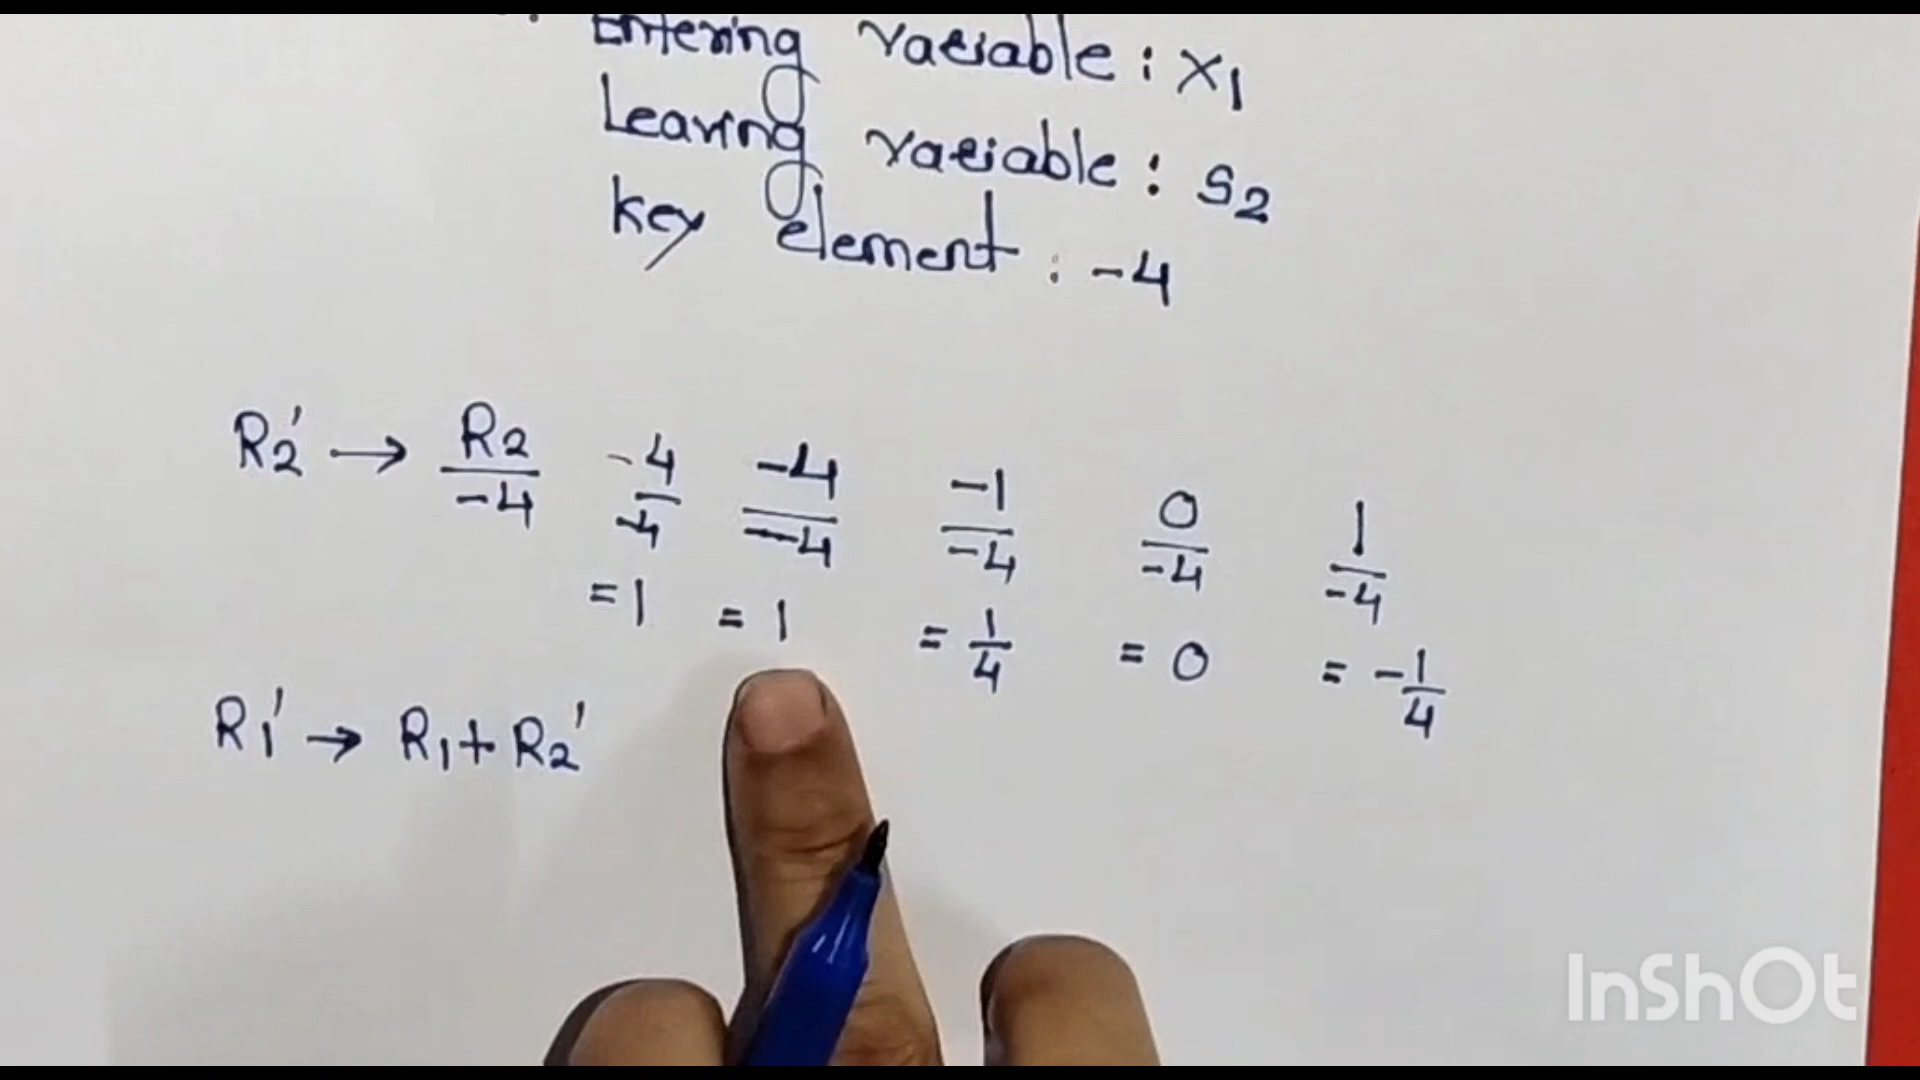 Entering variable : x1
Leaving variable : s2
key element : -4
R2' → R2/-4 -4/-4 -4/-4 -1/-4 0/-4 1/-4
= 1 = 1 = 1/4 = 0 = -1/4
R1' → R1 + R2'
InShOt